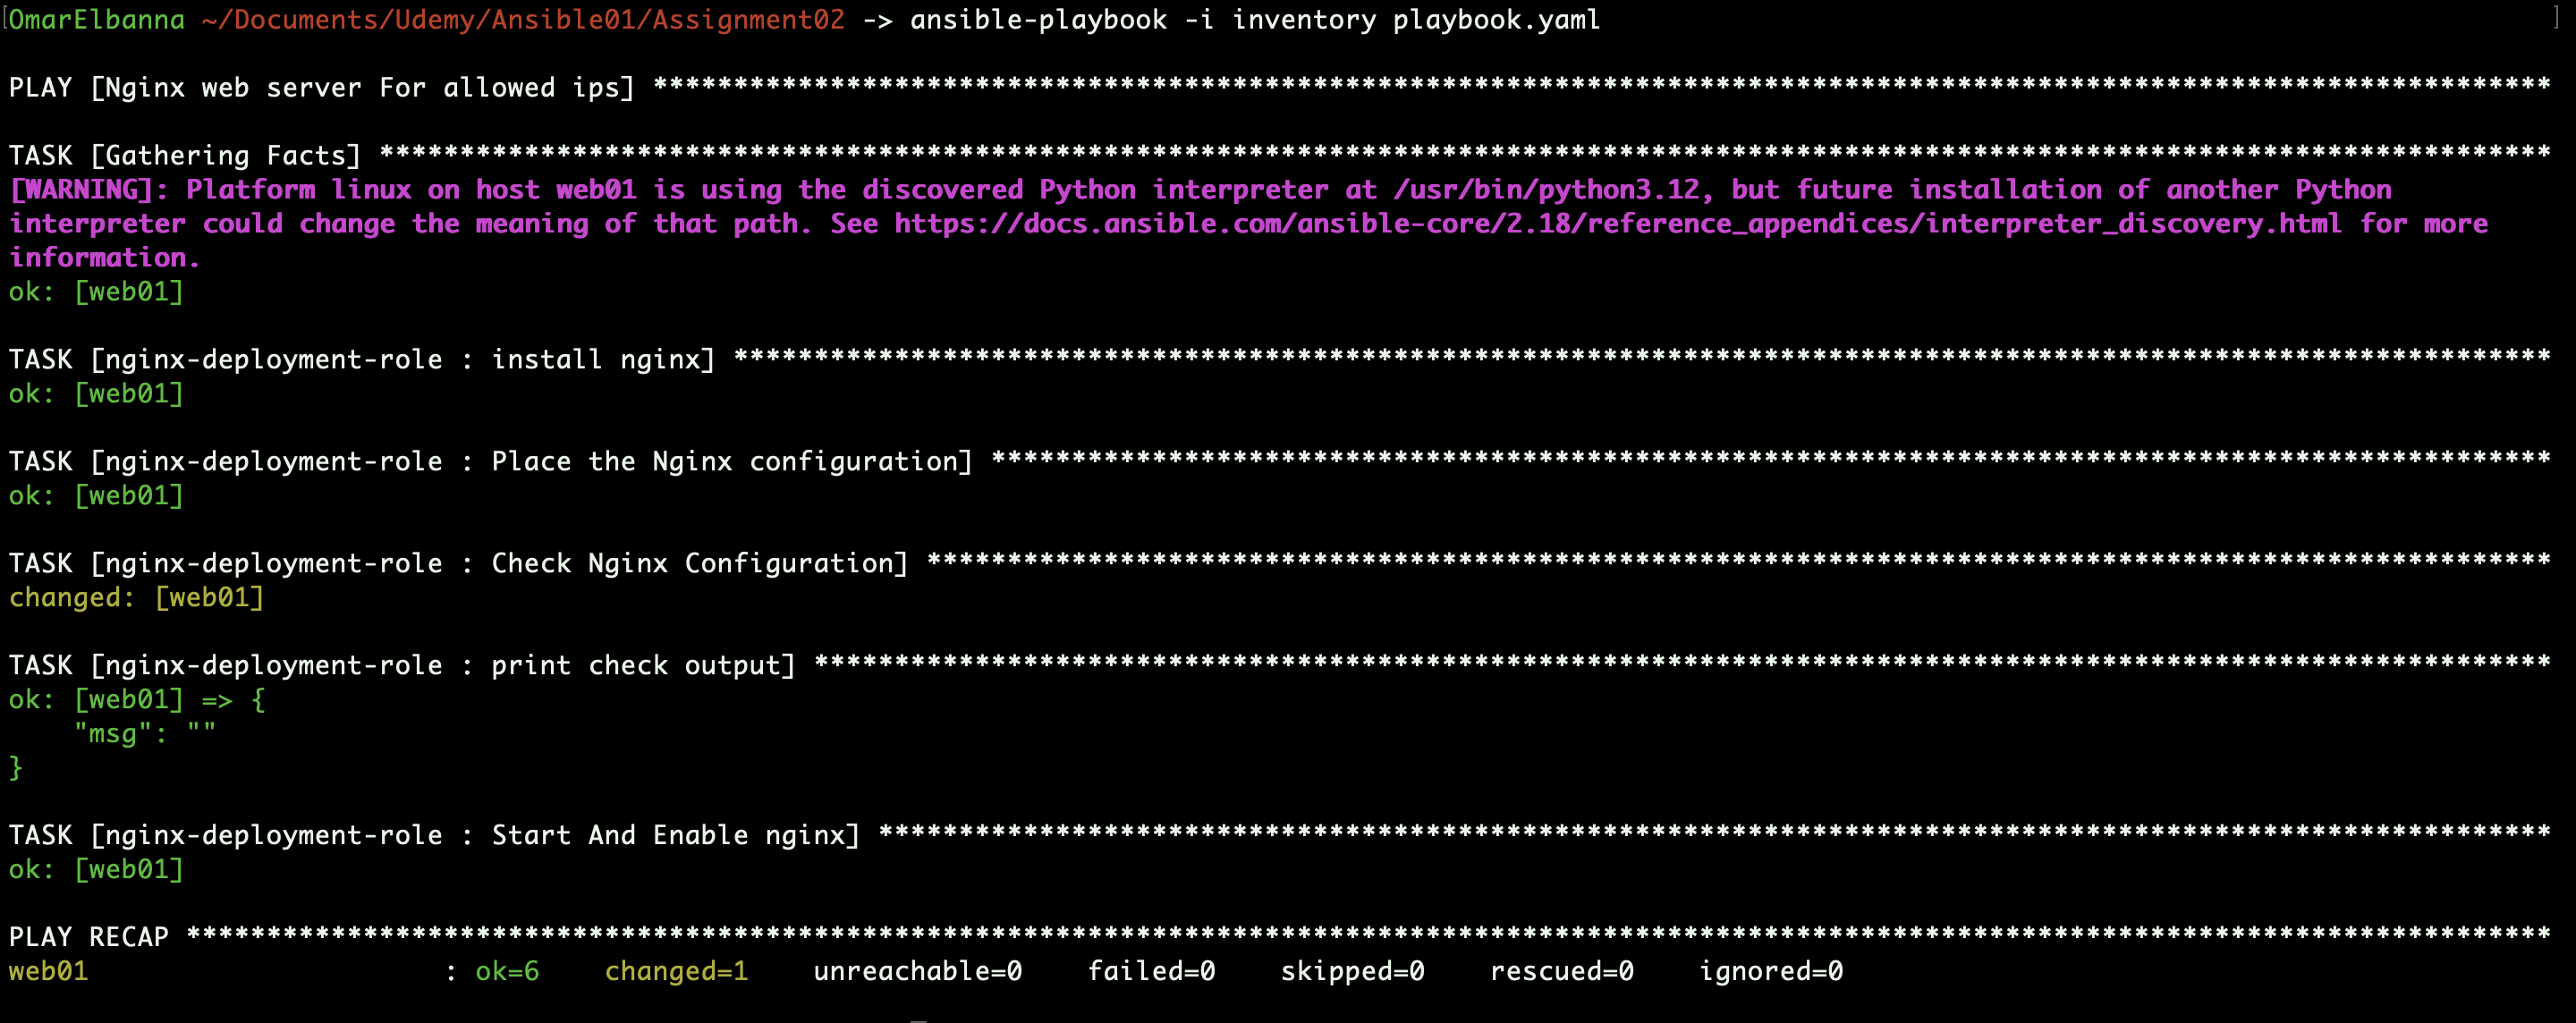 [OmarElbanna ~/Documents/Udemy/Ansible01/Assignment02 -> ansible-playbook -i inventory playbook.yaml ]
PLAY [Nginx web server For allowed ips] **********************************************************************************************************************
TASK [Gathering Facts] ***************************************************************************************************************************************
[WARNING]: Platform linux on host web01 is using the discovered Python interpreter at /usr/bin/python3.12, but future installation of another Python
interpreter could change the meaning of that path. See https://docs.ansible.com/ansible-core/2.18/reference_appendices/interpreter_discovery.html for more
information.
ok: [web01]
TASK [nginx-deployment-role : install nginx] *****************************************************************************************************************
ok: [web01]
TASK [nginx-deployment-role : Place the Nginx configuration] *************************************************************************************************
ok: [web01]
TASK [nginx-deployment-role : Check Nginx Configuration] *****************************************************************************************************
changed: [web01]
TASK [nginx-deployment-role : print check output] ************************************************************************************************************
ok: [web01] => {
    "msg": ""
}
TASK [nginx-deployment-role : Start And Enable nginx] ********************************************************************************************************
ok: [web01]
PLAY RECAP ***************************************************************************************************************************************************
web01                      : ok=6    changed=1    unreachable=0    failed=0    skipped=0    rescued=0    ignored=0